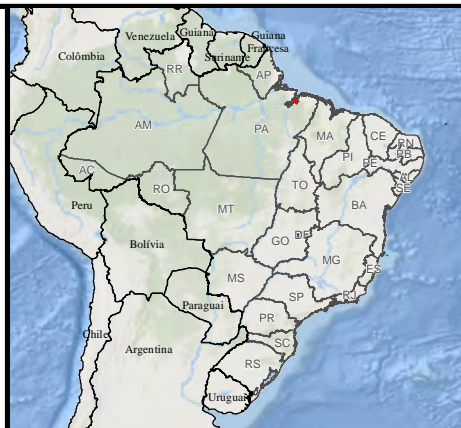 Venezuela
Guiana
Guiana
Francesa
Suriname
Colômbia
RR
AP
AM
PA
MA
CE
RN
PB
PI
PE
AL
SE
AC
RO
TO
BA
Peru
MT
Bolívia
GO
DF
MG
ES
MS
SP
RJ
Paraguai
PR
SC
Chile
Argentina
RS
Uruguai